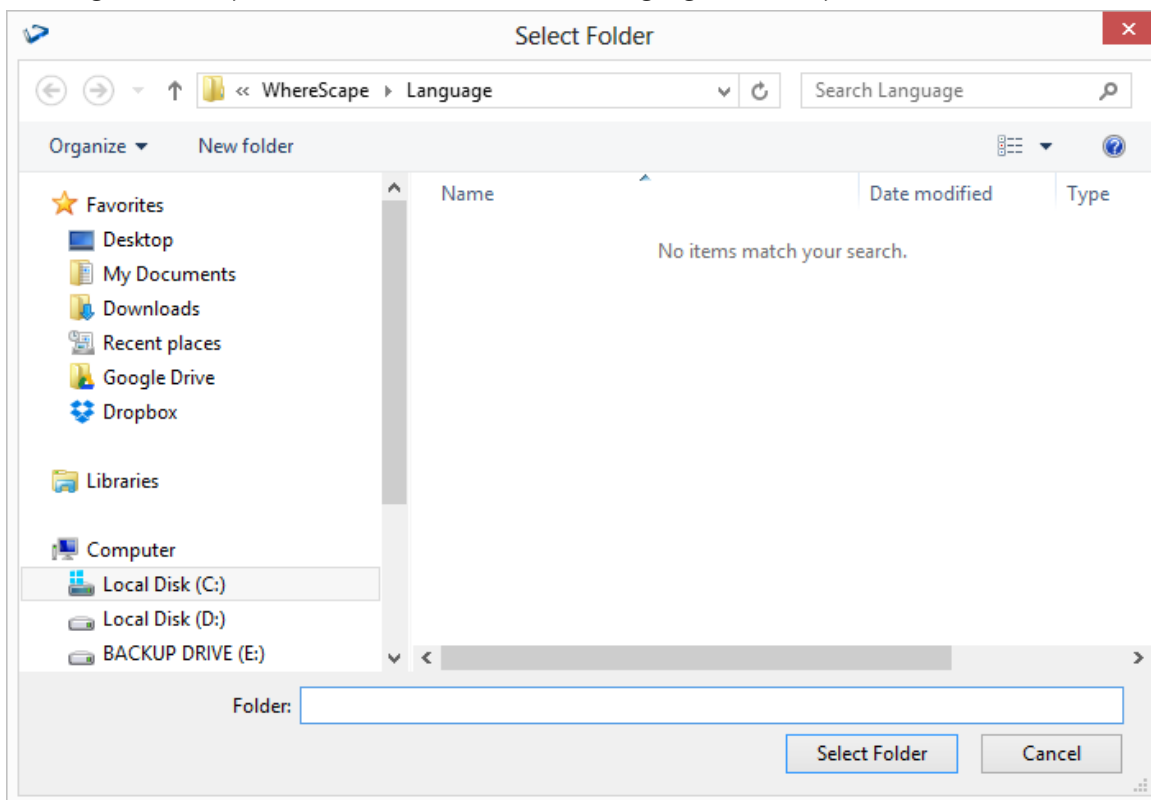 Select Folder
« WhereScape Language
Search Language
Organize
New folder
Name
Date modified
Type
No items match your search.
Favorites
Desktop
My Documents
Downloads
Recent places
Google Drive
Dropbox
Libraries
Computer
Local Disk (C:)
Local Disk (D:)
BACKUP DRIVE (E:)
Folder:
Select Folder
Cancel